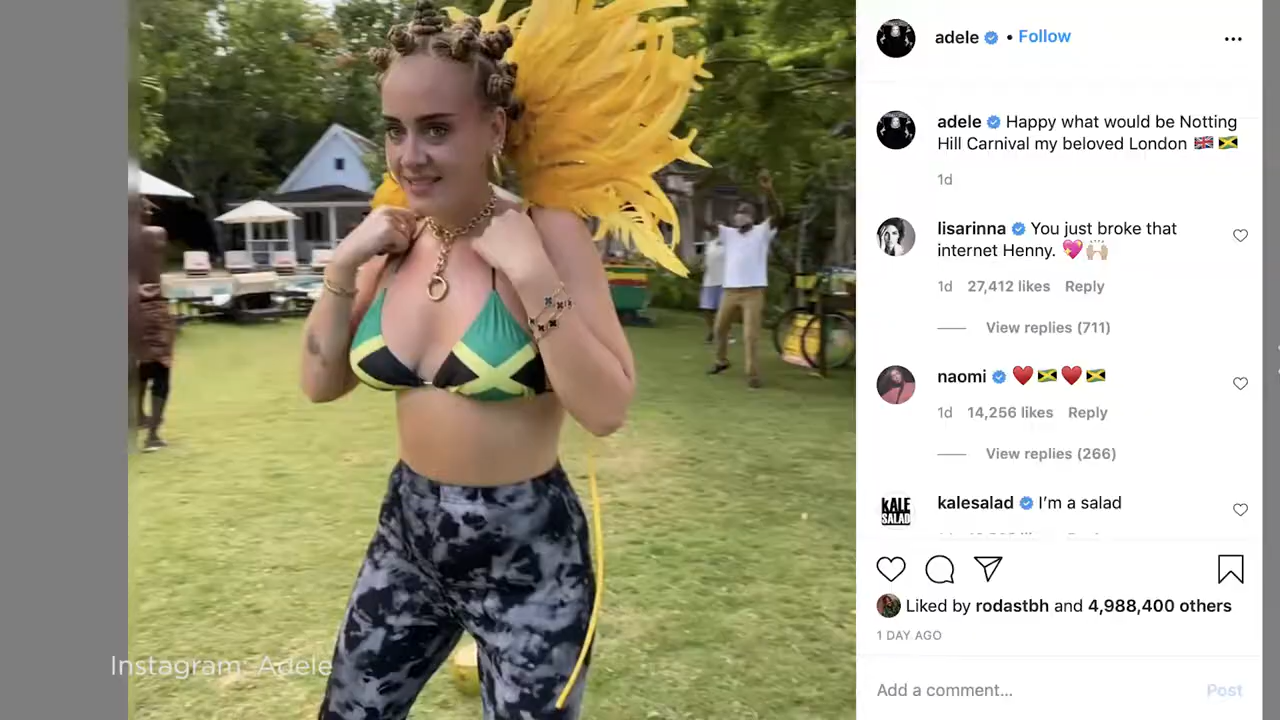 adele • Follow
adele Happy what would be Notting
Hill Carnival my beloved London 🇬🇧 🇯🇲
1d
lisarinna You just broke that
internet Henny. 💖🙌🏼
1d 27,412 likes Reply
View replies (711)
naomi ❤️🇯🇲❤️🇯🇲
1d 14,256 likes Reply
View replies (266)
KALE
SALAD
kalesalad I’m a salad
Liked by rodastbh and 4,988,400 others
1 DAY AGO
Add a comment... Post
Instagram: Adele